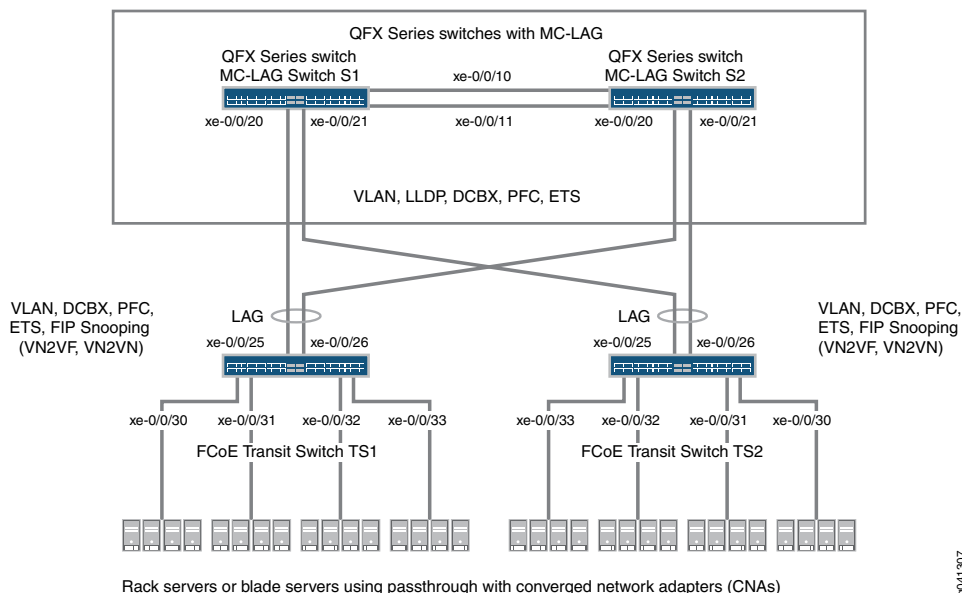 QFX Series switches with MC-LAG
QFX Series switch
MC-LAG Switch S1
QFX Series switch
MC-LAG Switch S2
xe-0/0/10
xe-0/0/20
xe-0/0/21
xe-0/0/11
xe-0/0/20
xe-0/0/21
VLAN, LLDP, DCBX, PFC, ETS
VLAN, DCBX, PFC,
ETS, FIP Snooping
(VN2VF, VN2VN)
LAG
LAG
VLAN, DCBX, PFC,
ETS, FIP Snooping
(VN2VF, VN2VN)
xe-0/0/25
xe-0/0/26
xe-0/0/25
xe-0/0/26
xe-0/0/30
xe-0/0/31
xe-0/0/32
xe-0/0/33
xe-0/0/33
xe-0/0/32
xe-0/0/31
xe-0/0/30
FCoE Transit Switch TS1
FCoE Transit Switch TS2
Rack servers or blade servers using passthrough with converged network adapters (CNAs)
g041307